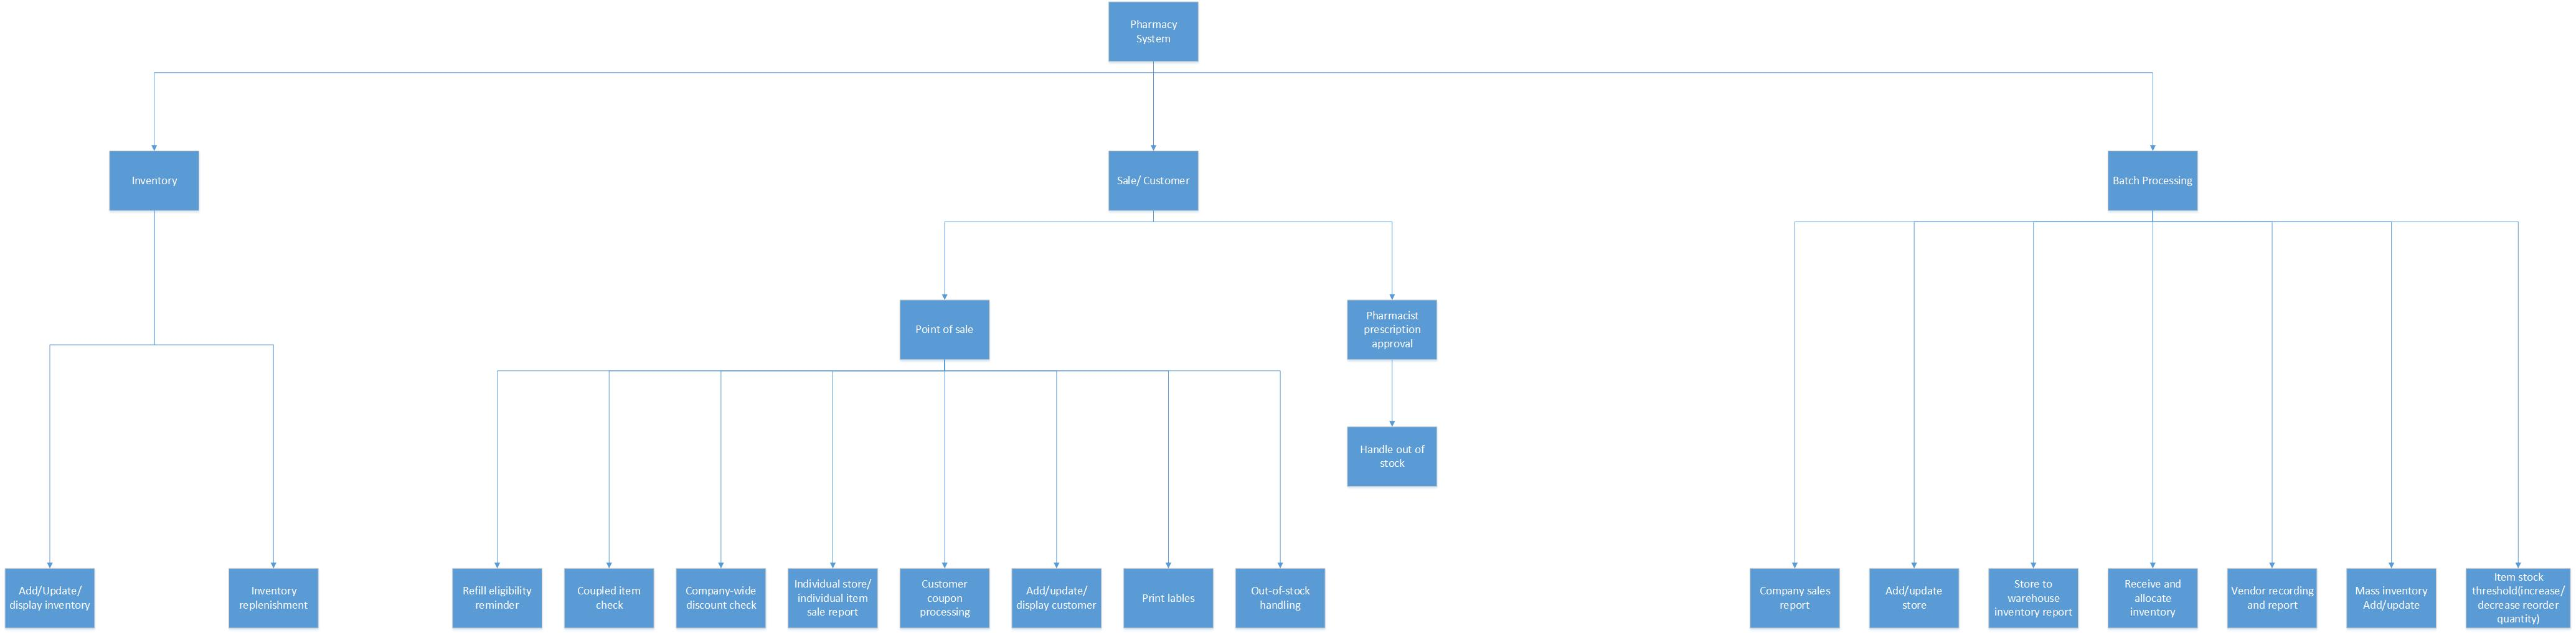 Pharmacy
System
Inventory
Sale/ Customer
Batch Processing
Point of sale
Pharmacist
prescription
approval
Handle out of
stock
Add/Update/
display inventory
Inventory
replenishment
Refill eligibility
reminder
Coupled item
check
Company-wide
discount check
Individual store/
individual item
sale report
Customer
coupon
processing
Add/update/
display customer
Print lables
Out-of-stock
handling
Company sales
report
Add/update
store
Store to
warehouse
inventory report
Receive and
allocate
inventory
Vendor recording
and report
Mass inventory
Add/update
Item stock
threshold(increase/
decrease reorder
quantity)